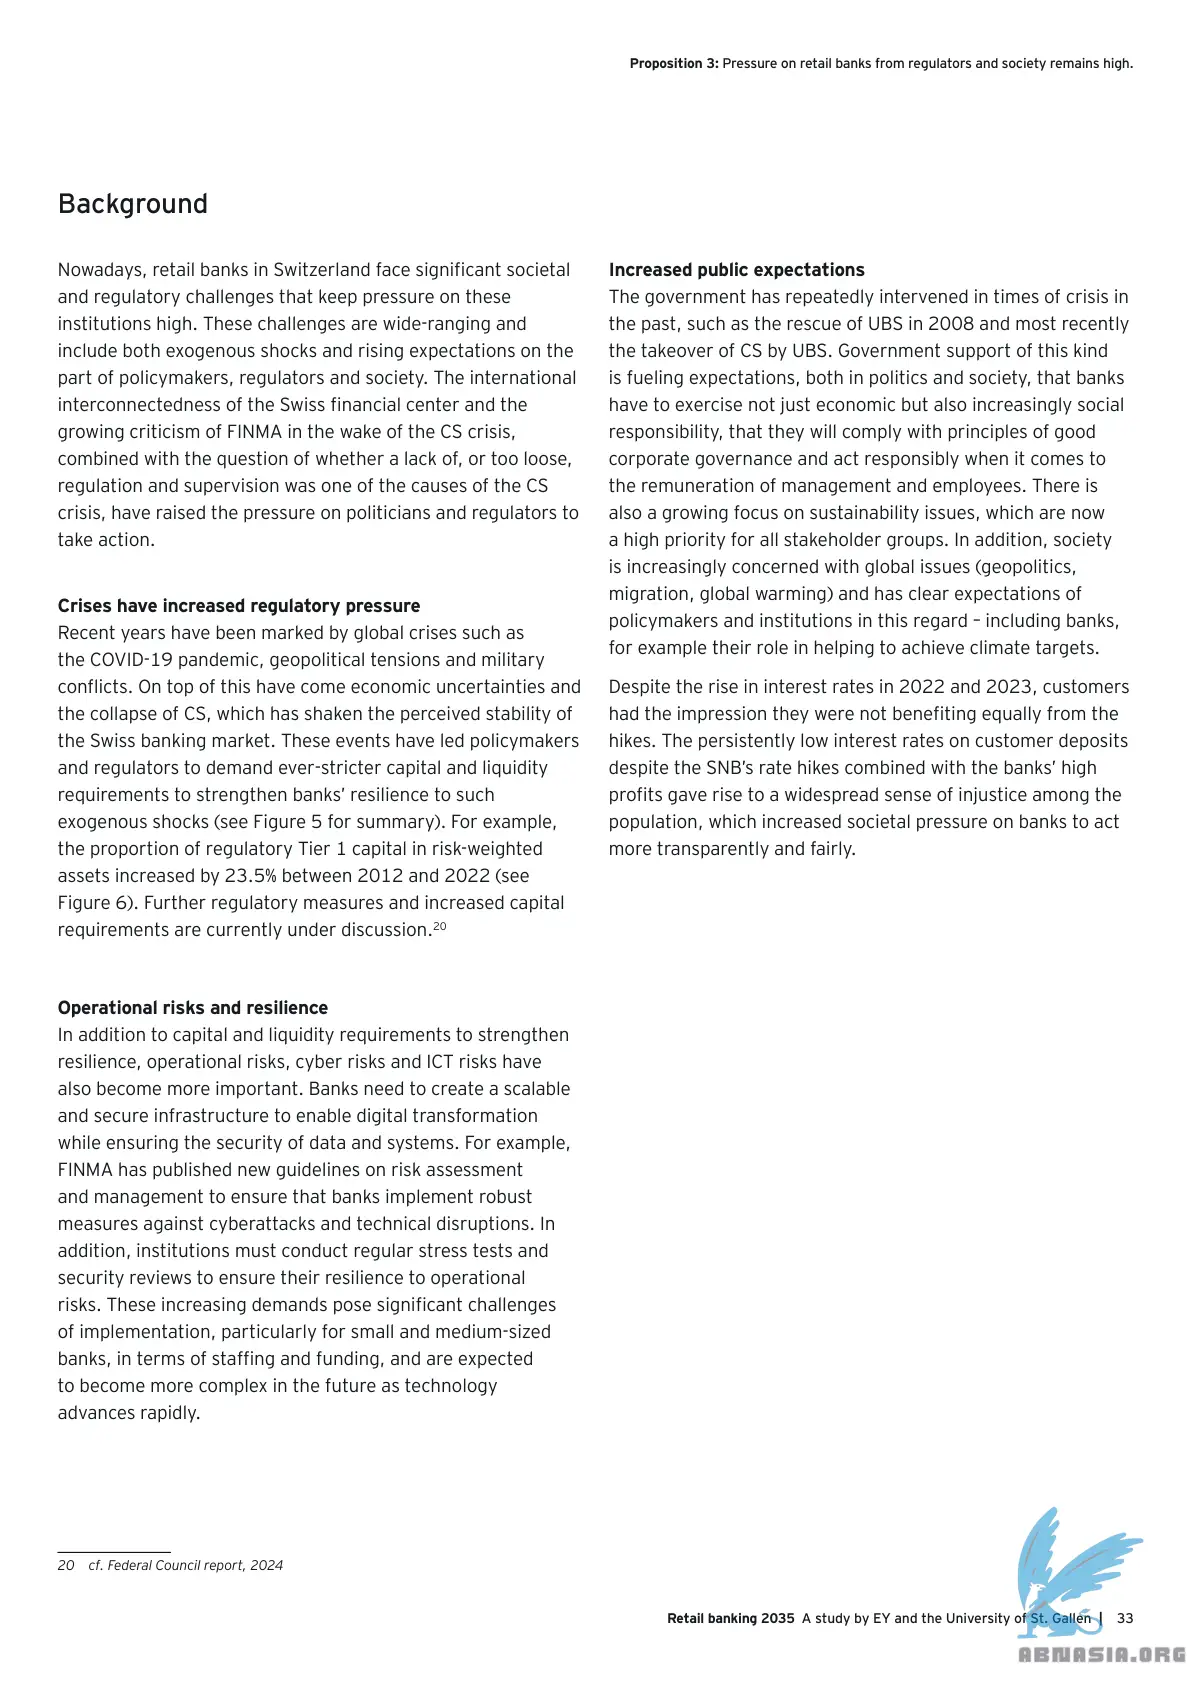 Proposition 3: Pressure on retail banks from regulators and society remains high.
Background
Nowadays, retail banks in Switzerland face significant societal
and regulatory challenges that keep pressure on these
institutions high. These challenges are wide-ranging and
include both exogenous shocks and rising expectations on the
part of policymakers, regulators and society. The international
interconnectedness of the Swiss financial center and the
growing criticism of FINMA in the wake of the CS crisis,
combined with the question of whether a lack of, or too loose,
regulation and supervision was one of the causes of the CS
crisis, have raised the pressure on politicians and regulators to
take action.
Crises have increased regulatory pressure
Recent years have been marked by global crises such as
the COVID-19 pandemic, geopolitical tensions and military
conflicts. On top of this have come economic uncertainties and
the collapse of CS, which has shaken the perceived stability of
the Swiss banking market. These events have led policymakers
and regulators to demand ever-stricter capital and liquidity
requirements to strengthen banks' resilience to such
exogenous shocks (see Figure 5 for summary). For example,
the proportion of regulatory Tier 1 capital in risk-weighted
assets increased by 23.5% between 2012 and 2022 (see
Figure 6). Further regulatory measures and increased capital
requirements are currently under discussion.20
Operational risks and resilience
In addition to capital and liquidity requirements to strengthen
resilience, operational risks, cyber risks and ICT risks have
also become more important. Banks need to create a scalable
and secure infrastructure to enable digital transformation
while ensuring the security of data and systems. For example,
FINMA has published new guidelines on risk assessment
and management to ensure that banks implement robust
measures against cyberattacks and technical disruptions. In
addition, institutions must conduct regular stress tests and
security reviews to ensure their resilience to operational
risks. These increasing demands pose significant challenges
of implementation, particularly for small and medium-sized
banks, in terms of staffing and funding, and are expected
to become more complex in the future as technology
advances rapidly.
Increased public expectations
The government has repeatedly intervened in times of crisis in
the past, such as the rescue of UBS in 2008 and most recently
the takeover of CS by UBS. Government support of this kind
is fueling expectations, both in politics and society, that banks
have to exercise not just economic but also increasingly social
responsibility, that they will comply with principles of good
corporate governance and act responsibly when it comes to
the remuneration of management and employees. There is
also a growing focus on sustainability issues, which are now
a high priority for all stakeholder groups. In addition, society
is increasingly concerned with global issues (geopolitics,
migration, global warming) and has clear expectations of
policymakers and institutions in this regard – including banks,
for example their role in helping to achieve climate targets.
Despite the rise in interest rates in 2022 and 2023, customers
had the impression they were not benefiting equally from the
hikes. The persistently low interest rates on customer deposits
despite the SNB's rate hikes combined with the banks' high
profits gave rise to a widespread sense of injustice among the
population, which increased societal pressure on banks to act
more transparently and fairly.
20 cf. Federal Council report, 2024
Retail banking 2035 A study by EY and the University of St. Gallen | 33
ABNASIA.ORG